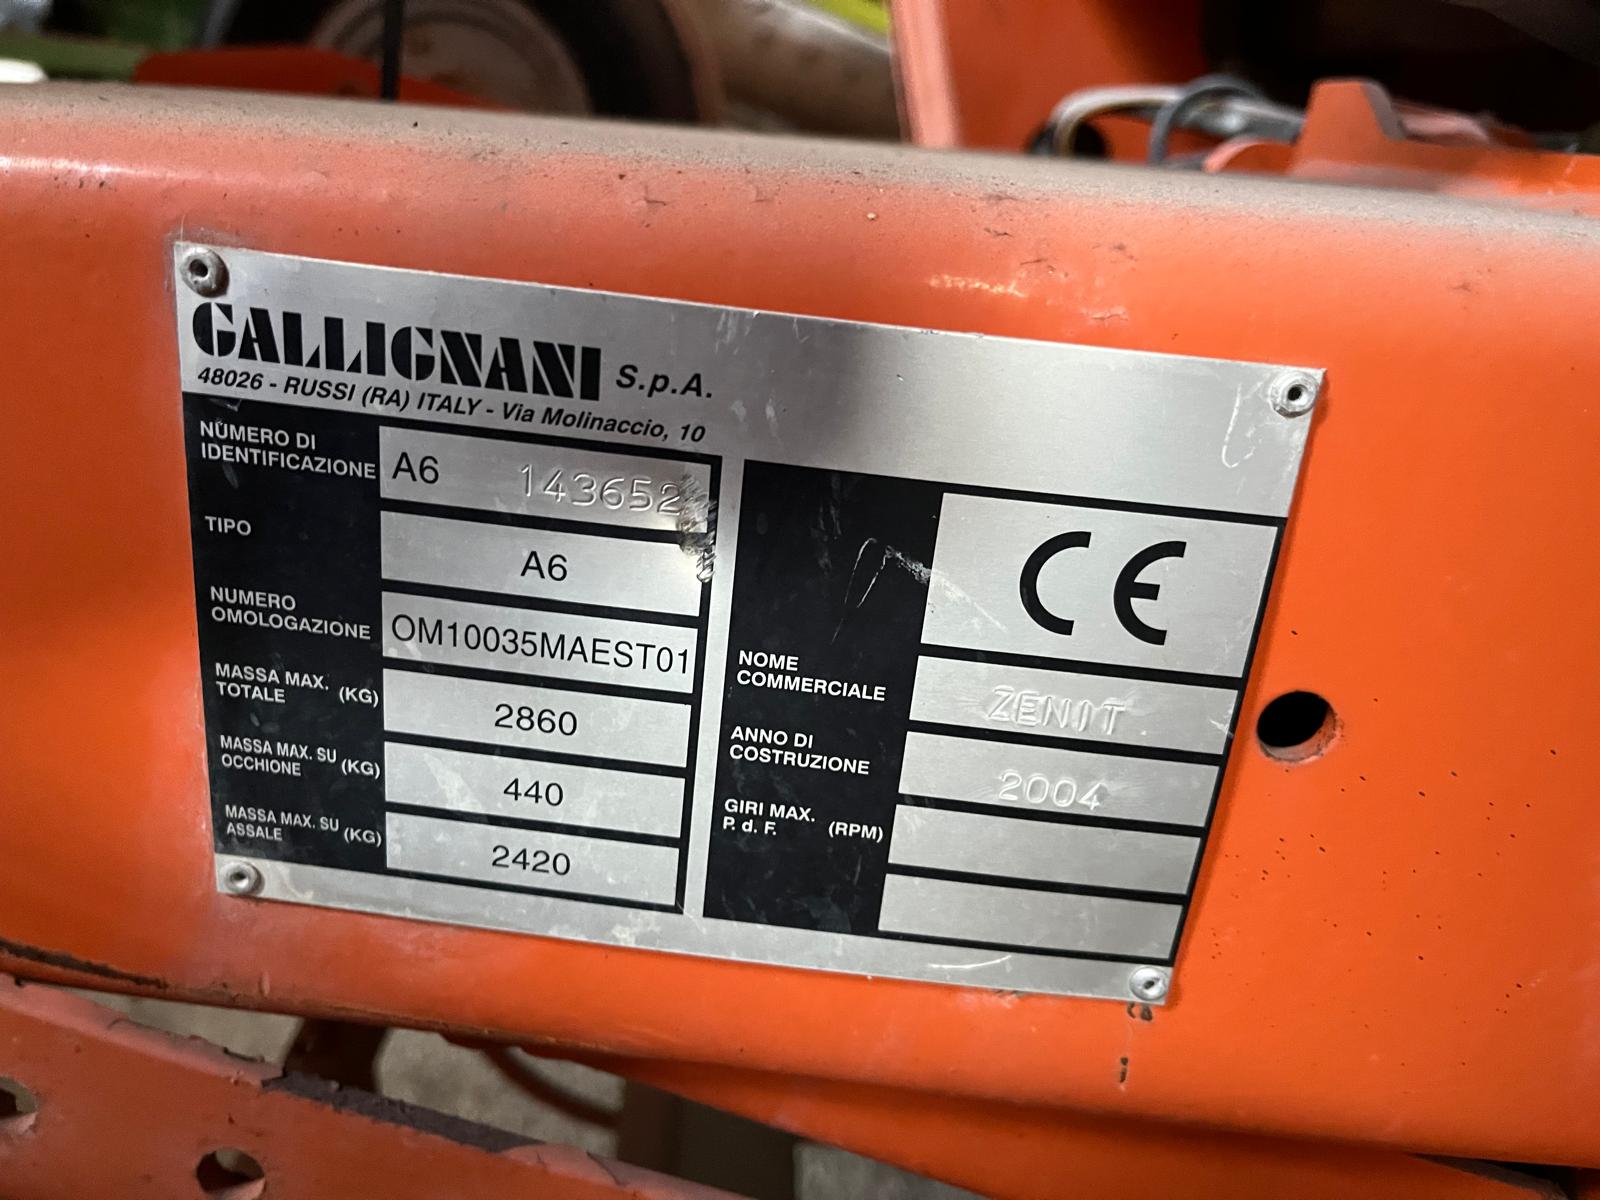 GALLIGNANI S.p.A.
48026 - RUSSI (RA) ITALY - Via Molinaccio, 10
NUMERO DI
IDENTIFICAZIONE
A6 143652
TIPO
A6
NUMERO
OMOLOGAZIONE
OM10035MAEST01
MASSA MAX. (KG)
TOTALE
2860
MASSA MAX. SU (KG)
OCCHIONE
440
MASSA MAX. SU (KG)
ASSALE
2420
CE
NOME
COMMERCIALE
ZENIT
ANNO DI
COSTRUZIONE
2004
GIRI MAX. (RPM)
P. d. F.